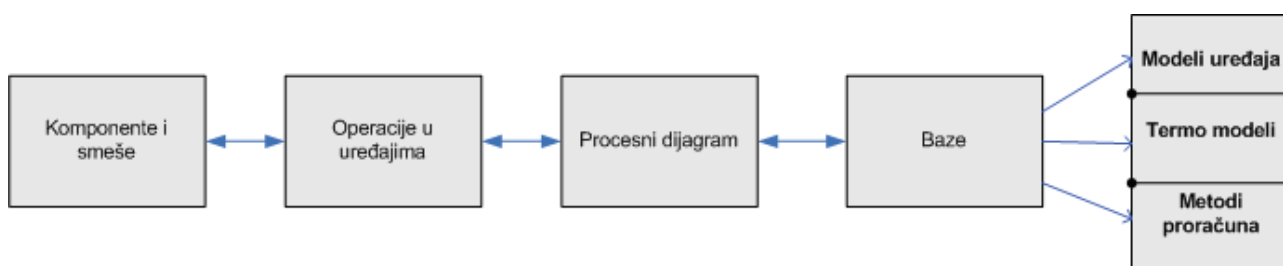 Komponente i
smeše
Operacije u
uređajima
Procesni dijagram
Baze
Modeli uređaja
Termo modeli
Metodi
proračuna